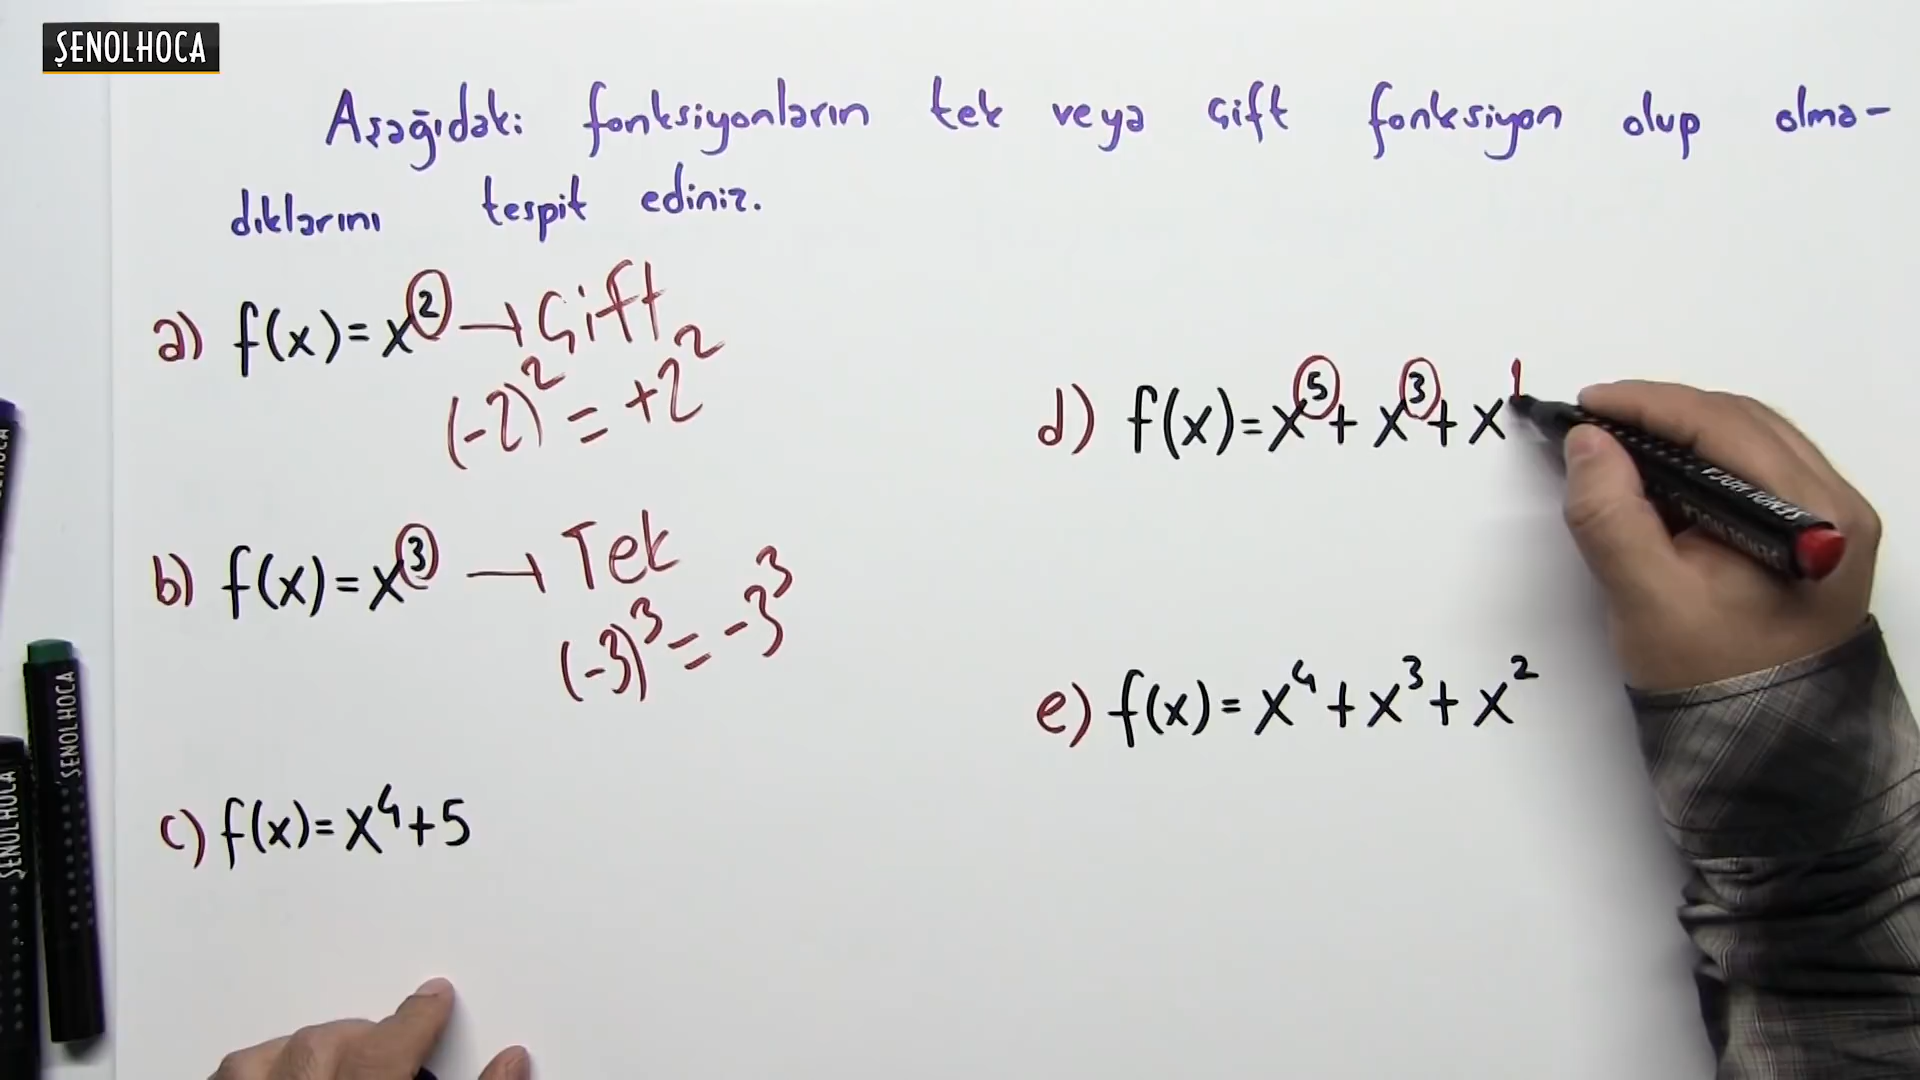 ŞENOLHOCA
Aşağıdaki fonksiyonların tek veya çift fonksiyon olup olma-
dıklarını tespit ediniz.
a) f(x)=x² → Çift
(-2)² = +2²
b) f(x)=x³ → Tek
(-3)³ = -3³
c) f(x)=x⁴+5
d) f(x)=x⁵+x³+x¹
e) f(x)=x⁴+x³+x²
ŞENOLHOCA
ŞENOLHOCA